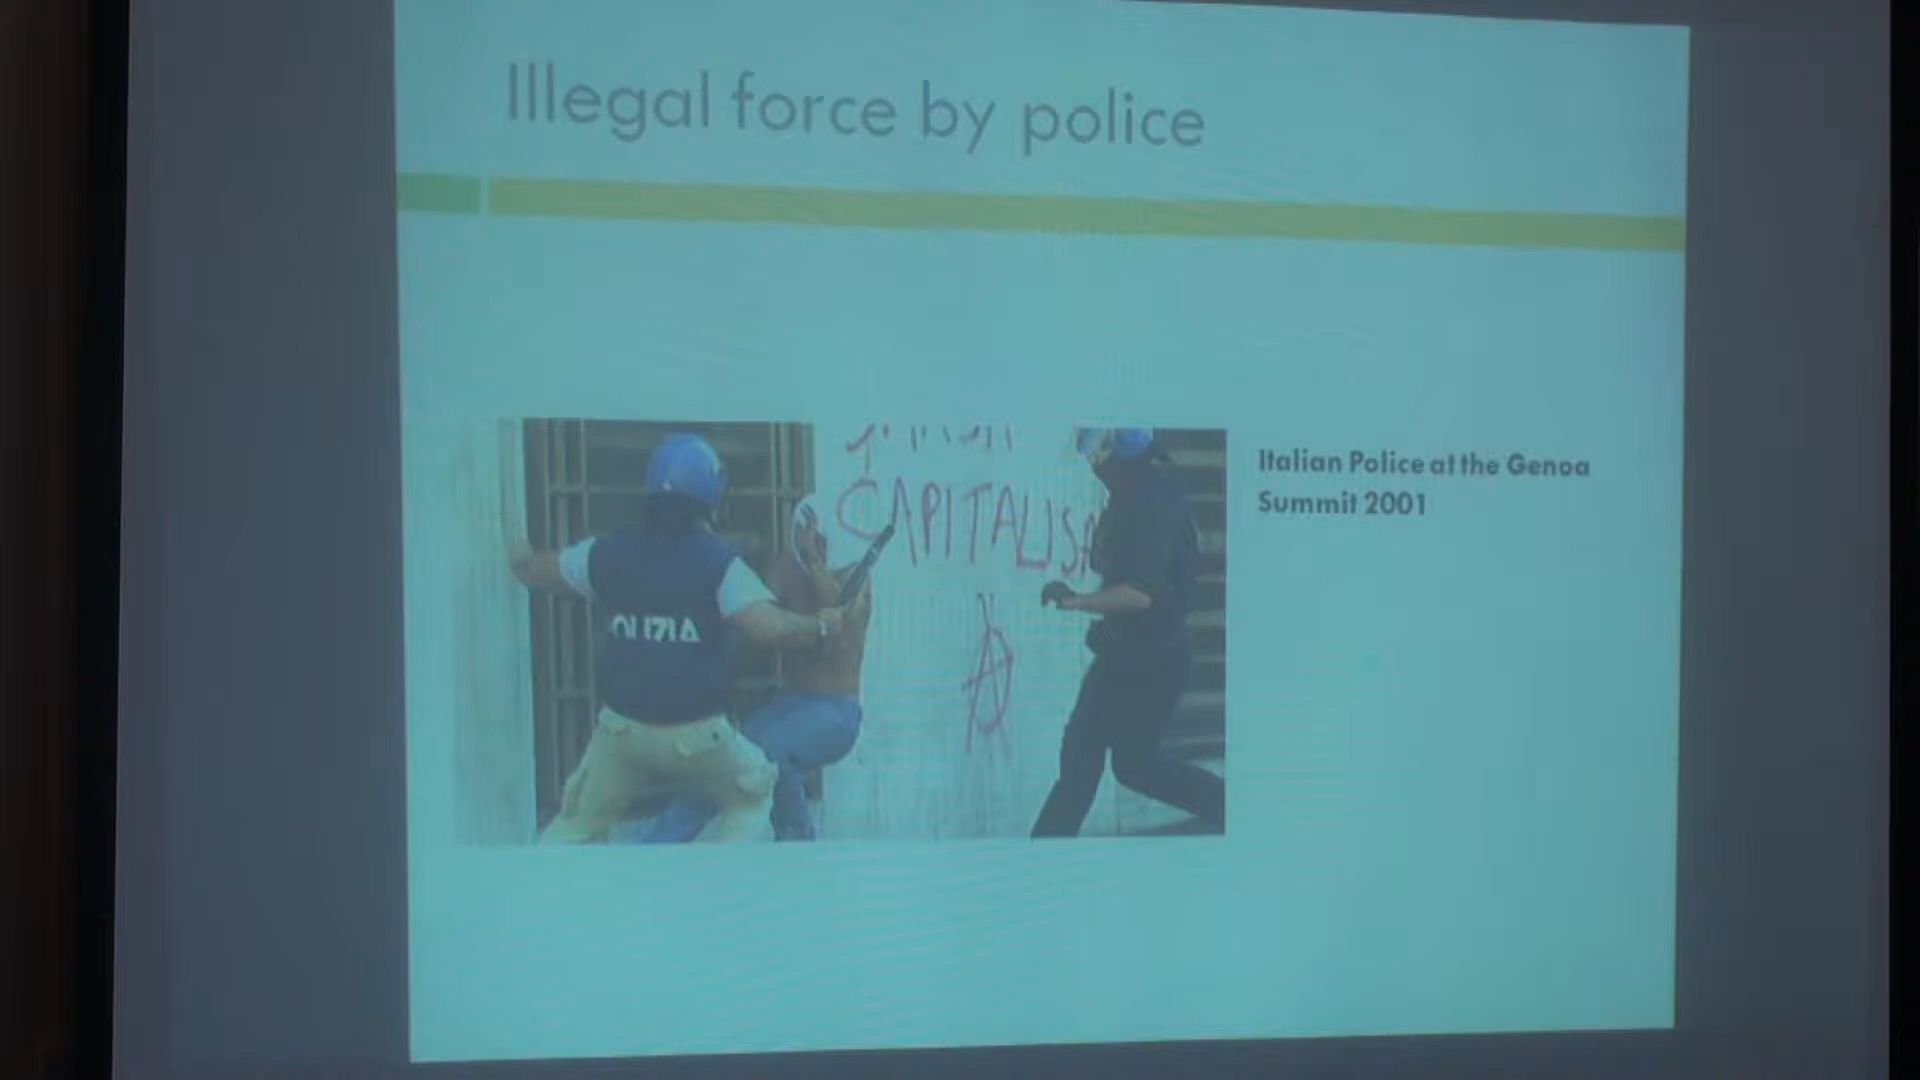 Illegal force by police
CAPITALIS
A
OLIZIA
Italian Police at the Genoa
Summit 2001